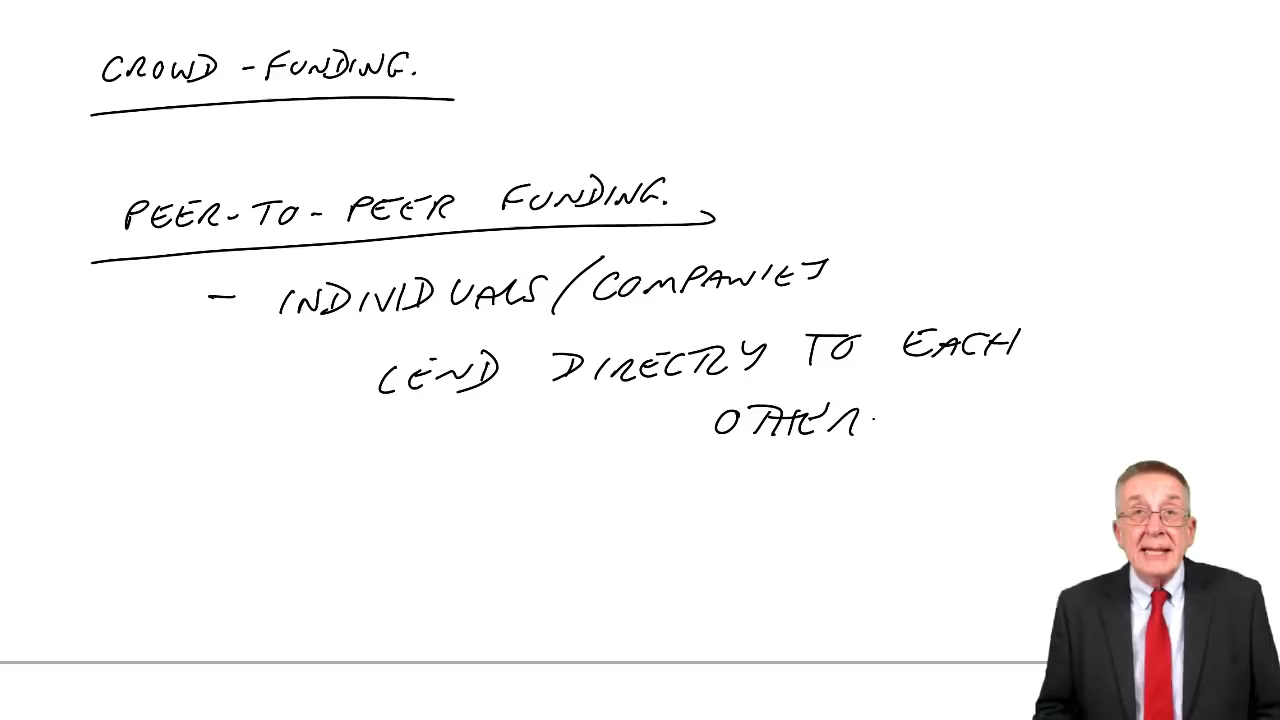 CROWD - FUNDING.
PEER-TO-PEER FUNDING.
- INDIVIDUALS/COMPANIES
LEND DIRECTLY TO EACH
OTHER.